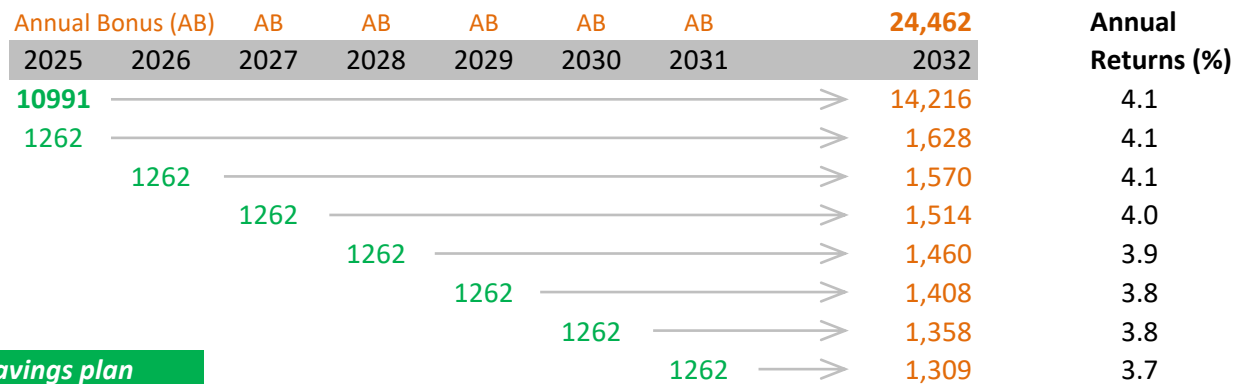 Annual Bonus (AB) AB AB AB AB AB 24,462 Annual
2025 2026 2027 2028 2029 2030 2031 2032 Returns (%)
10991 14,216 4.1
1262 1,628 4.1
1262 1,570 4.1
1262 1,514 4.0
1262 1,460 3.9
1262 1,408 3.8
1262 1,358 3.8
avings plan 1262 1,309 3.7